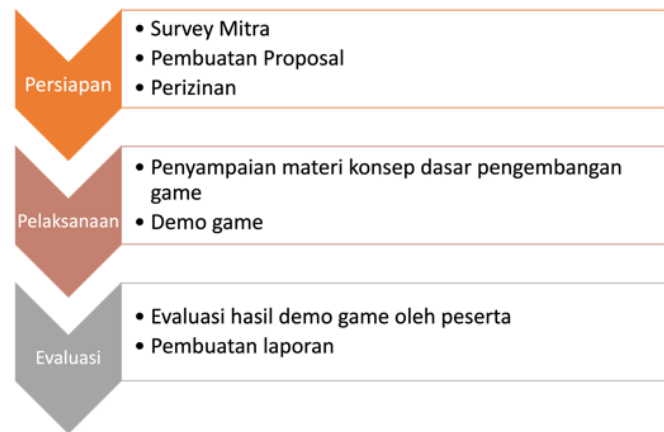 Persiapan
• Survey Mitra
• Pembuatan Proposal
• Perizinan
Pelaksanaan
• Penyampaian materi konsep dasar pengembangan
game
• Demo game
Evaluasi
• Evaluasi hasil demo game oleh peserta
• Pembuatan laporan